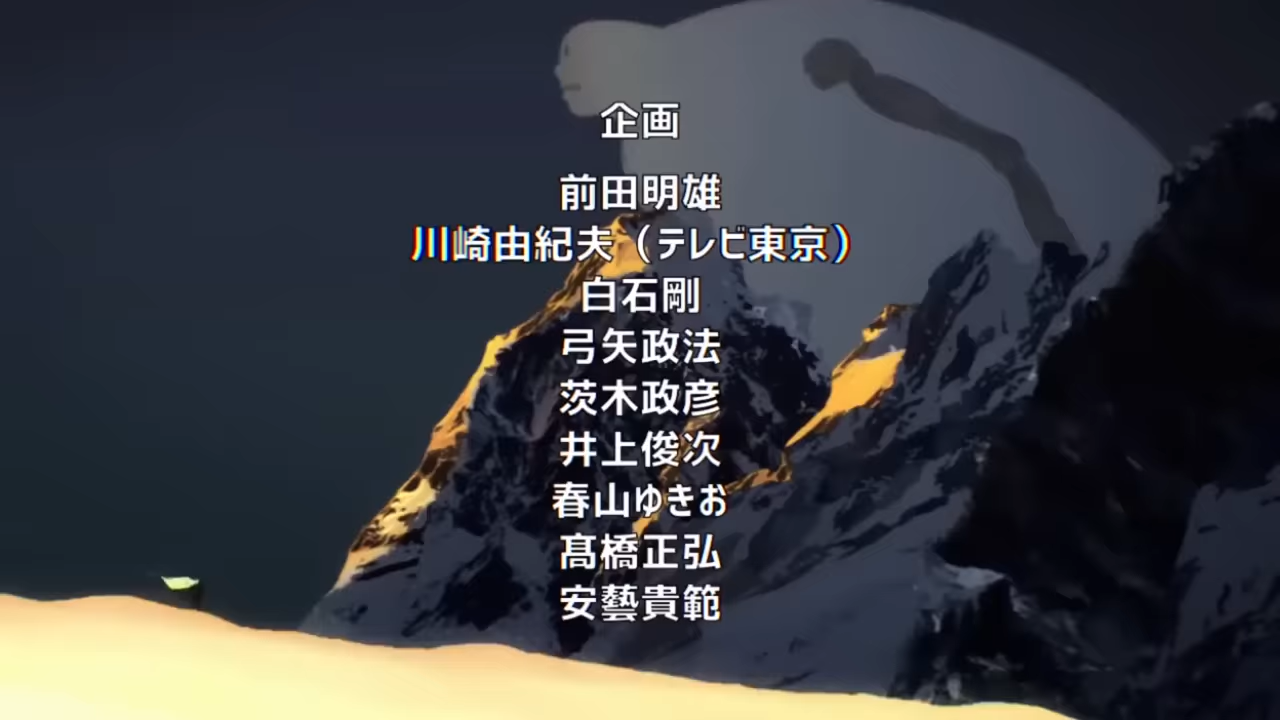 企画
前田明雄
川崎由紀夫（テレビ東京）
白石剛
弓矢政法
茨木政彦
井上俊次
春山ゆきお
髙橋正弘
安藝貴範